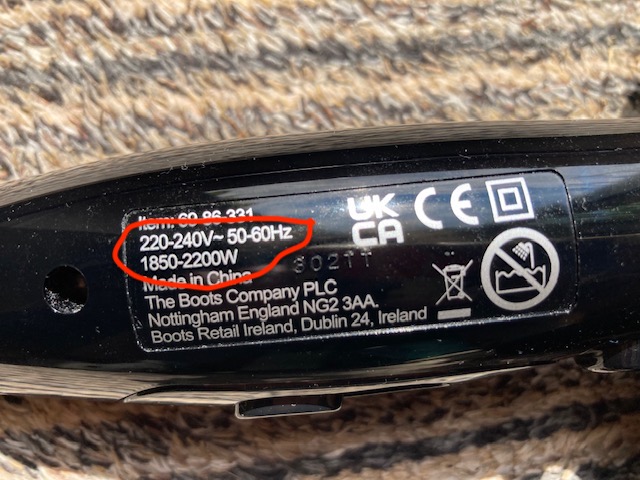 Item: 69-86-331
220-240V~ 50-60Hz
1850-2200W
Made in China
The Boots Company PLC
Nottingham England NG2 3AA.
Boots Retail Ireland, Dublin 24, Ireland
3021T
UK
CA
CE